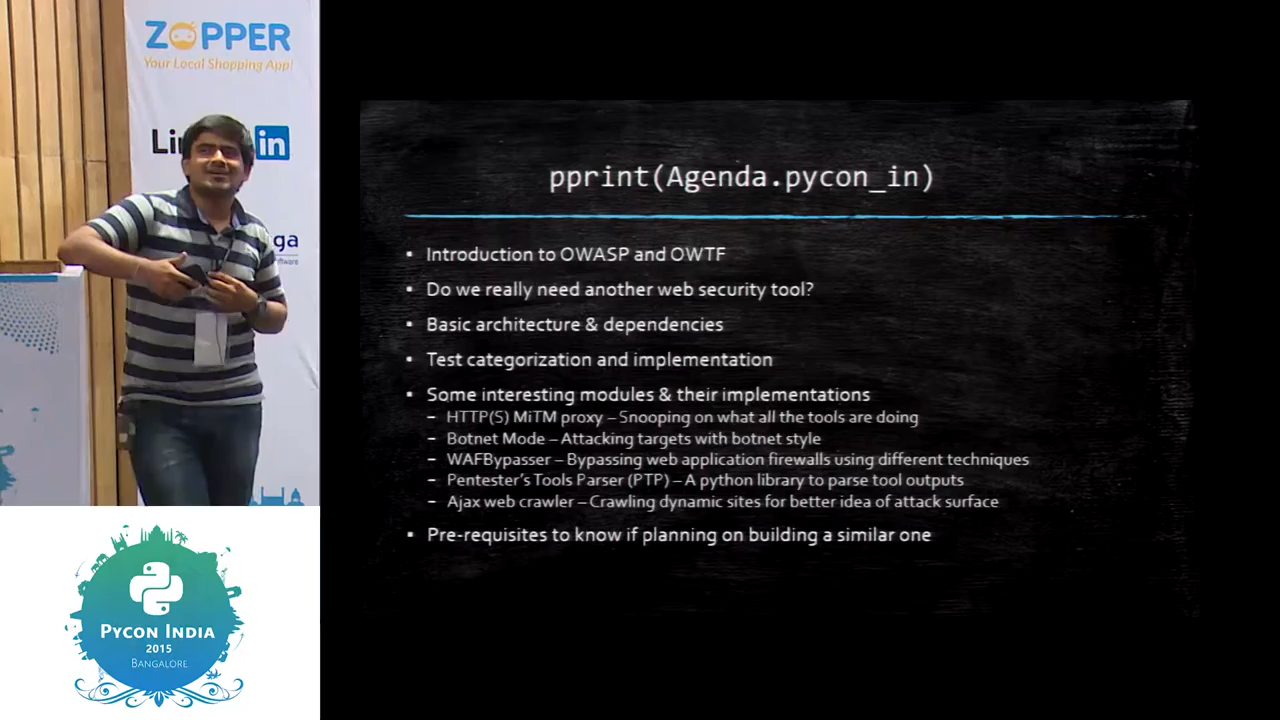 ZOPPER
Your Local Shopping App!
in
ga
pprint(Agenda.pycon_in)
▪ Introduction to OWASP and OWTF
▪ Do we really need another web security tool?
▪ Basic architecture & dependencies
▪ Test categorization and implementation
▪ Some interesting modules & their implementations
– HTTP(S) MiTM proxy – Snooping on what all the tools are doing
– Botnet Mode – Attacking targets with botnet style
– WAFBypasser – Bypassing web application firewalls using different techniques
– Pentester's Tools Parser (PTP) – A python library to parse tool outputs
– Ajax web crawler – Crawling dynamic sites for better idea of attack surface
▪ Pre-requisites to know if planning on building a similar one
PYCON INDIA
2015
BANGALORE